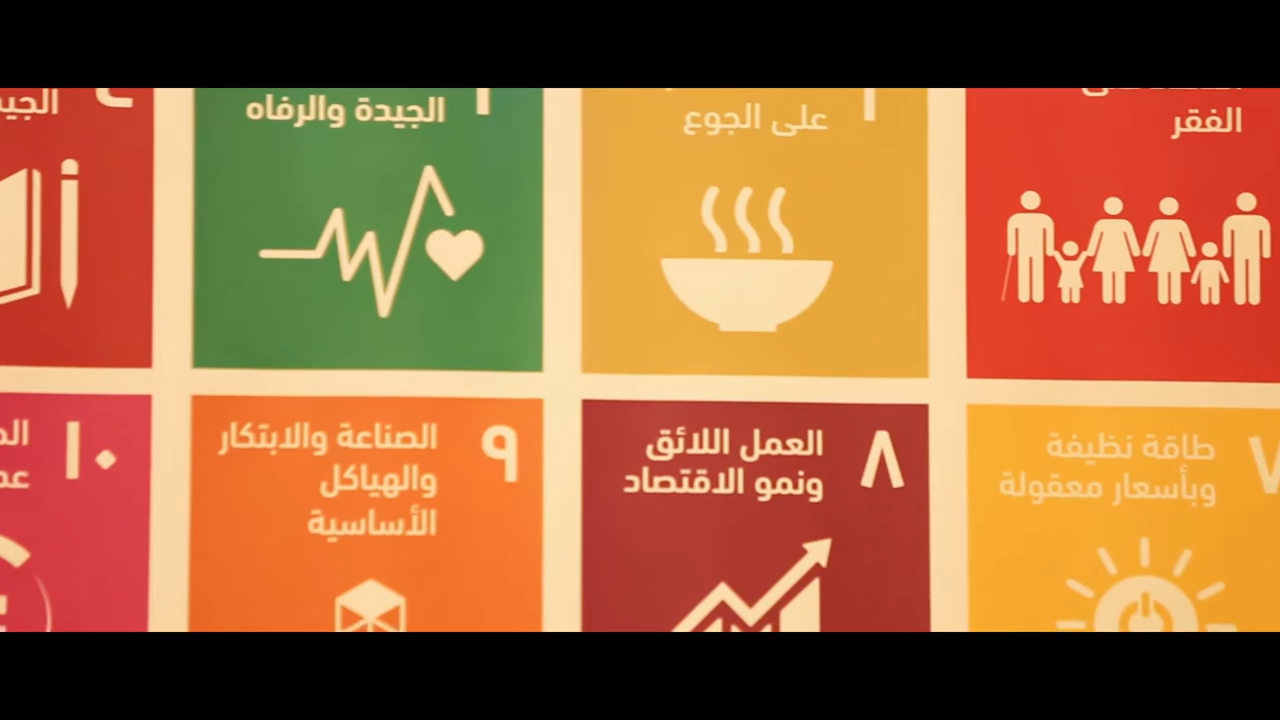 الفقر
على الجوع
الجيدة والرفاه
٧
طاقة نظيفة
وبأسعار معقولة
٨
العمل اللائق
ونمو الاقتصاد
٩
الصناعة والابتكار
والهياكل
الأساسية
١٠